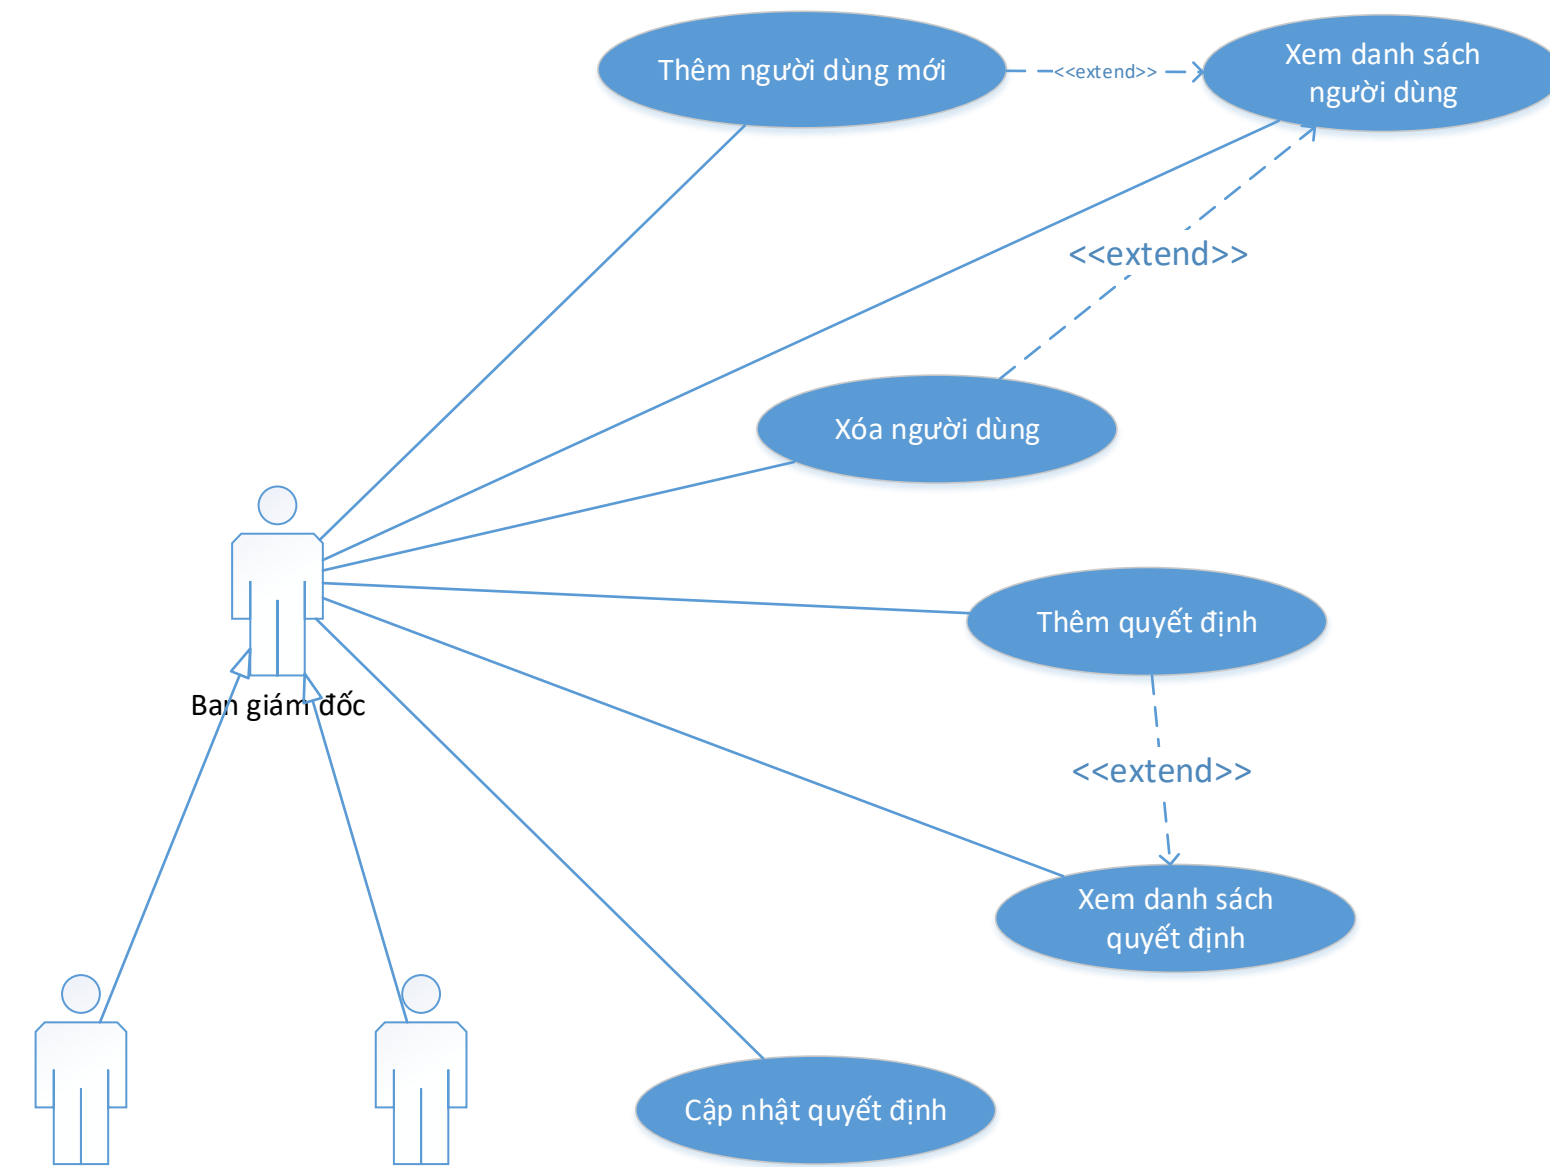 Thêm người dùng mới
<<extend>>
Xem danh sách
người dùng
<<extend>>
Xóa người dùng
Thêm quyết định
Ban giám đốc
<<extend>>
Xem danh sách
quyết định
Cập nhật quyết định